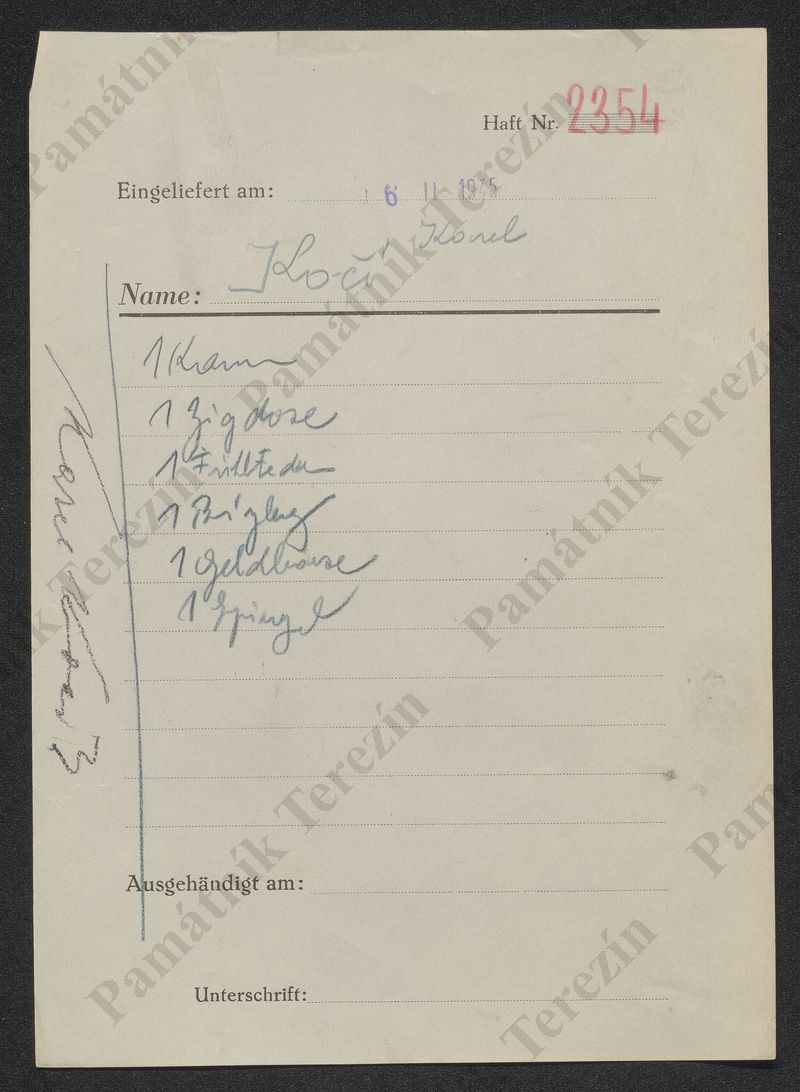 Haft Nr. 2354
Eingeliefert am: 6 II 1945
Karel
Name: Kočí
1 Kamm
1 Zigdose
1 Füllfeder
1
1 Geldbörse
1 Spiegel
Karel
Ausgehändigt am:
Unterschrift:
Památník Terezín